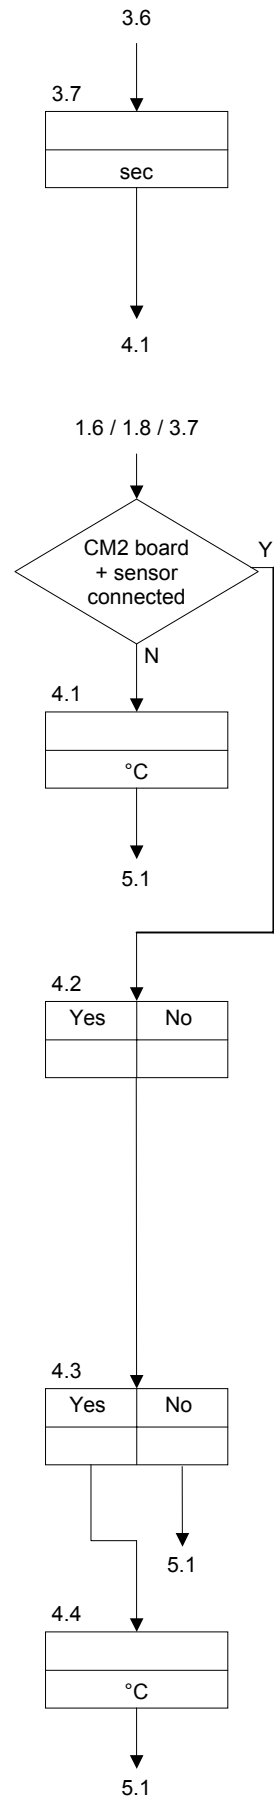 3.6
3.7
sec
4.1
1.6 / 1.8 / 3.7
CM2 board
+ sensor
connected
Y
N
4.1
°C
5.1
4.2
Yes No
4.3
Yes No
5.1
4.4
°C
5.1